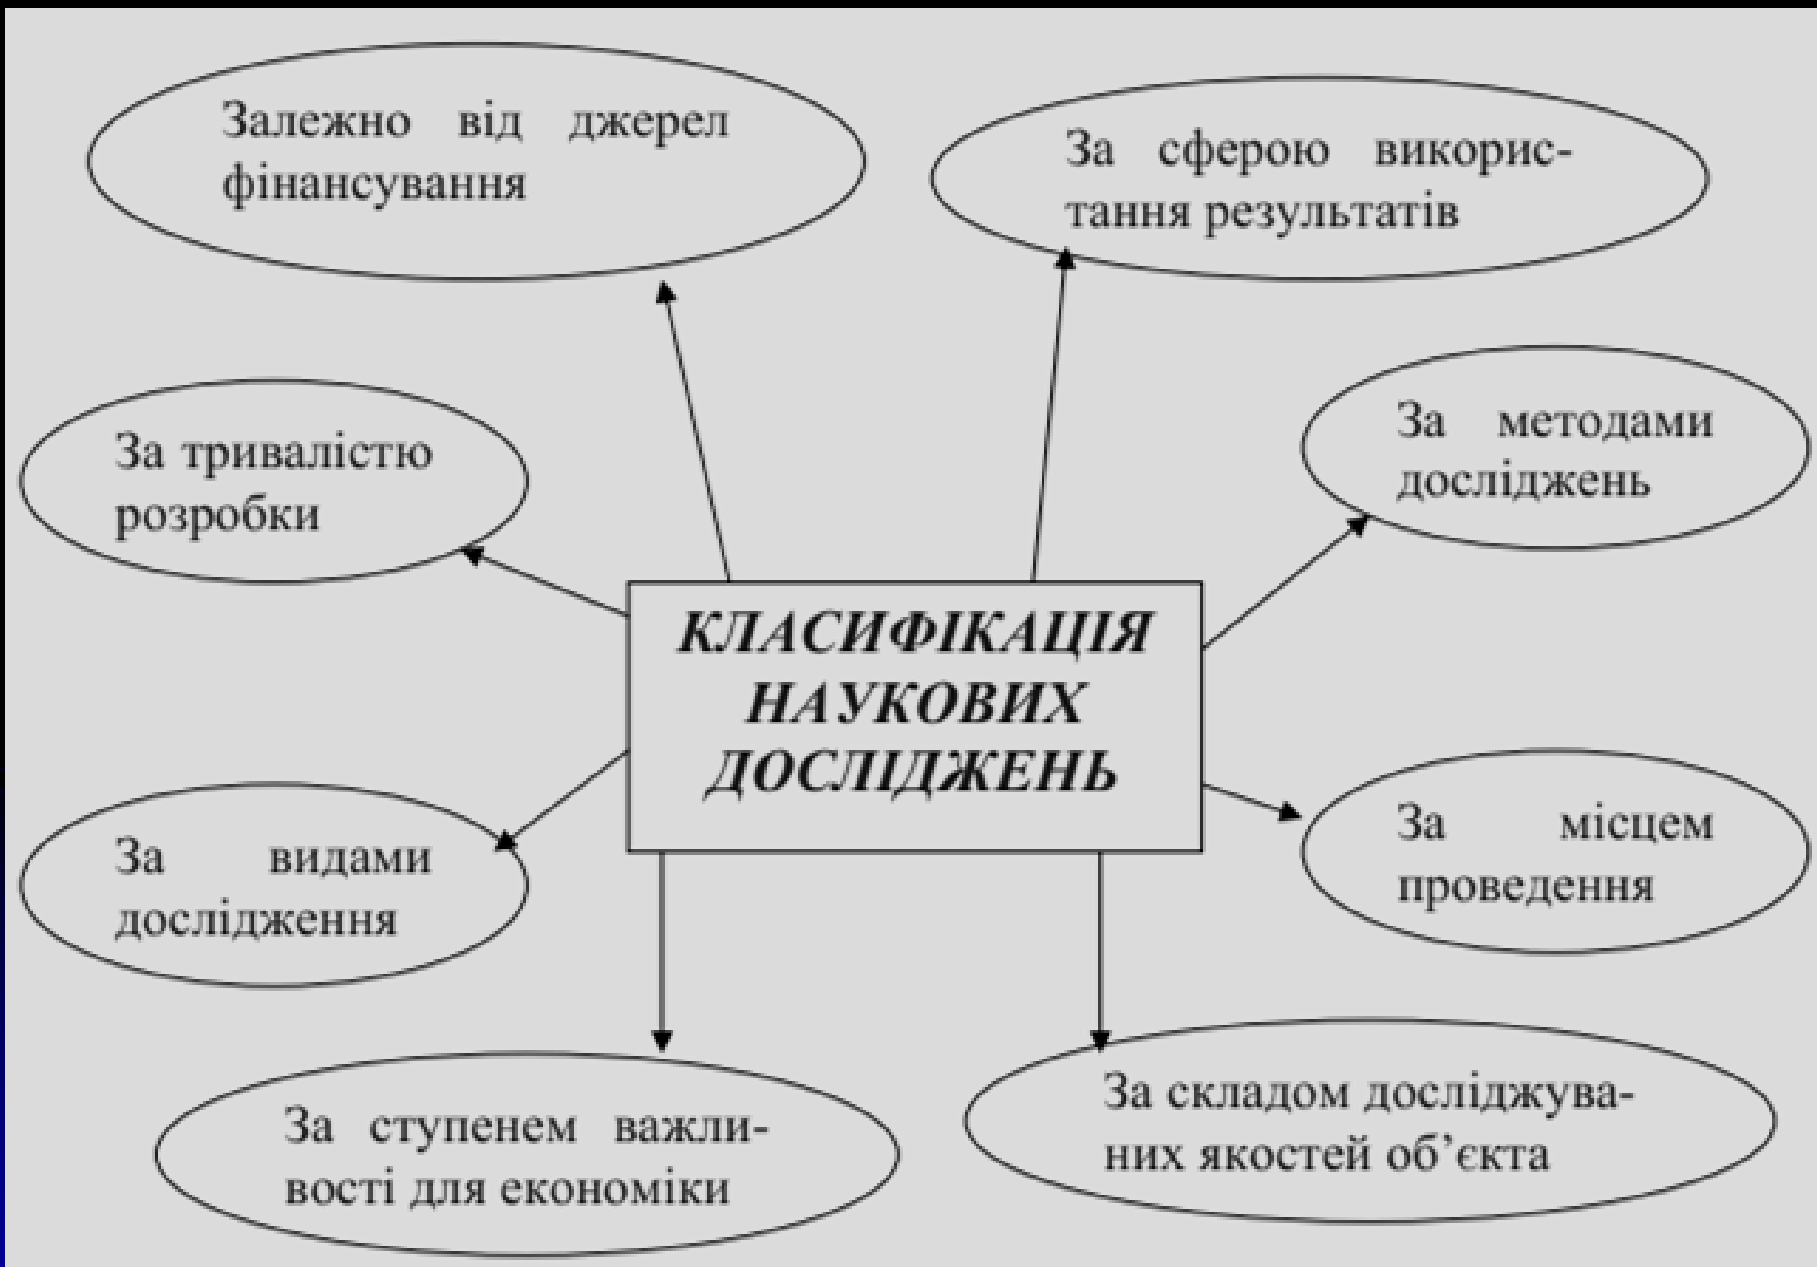 Залежно від джерел
фінансування
За сферою викорис-
тання результатів
За тривалістю
розробки
За методами
досліджень
КЛАСИФІКАЦІЯ
НАУКОВИХ
ДОСЛІДЖЕНЬ
За видами
дослідження
За місцем
проведення
За ступенем важли-
вості для економіки
За складом досліджува-
них якостей об’єкта